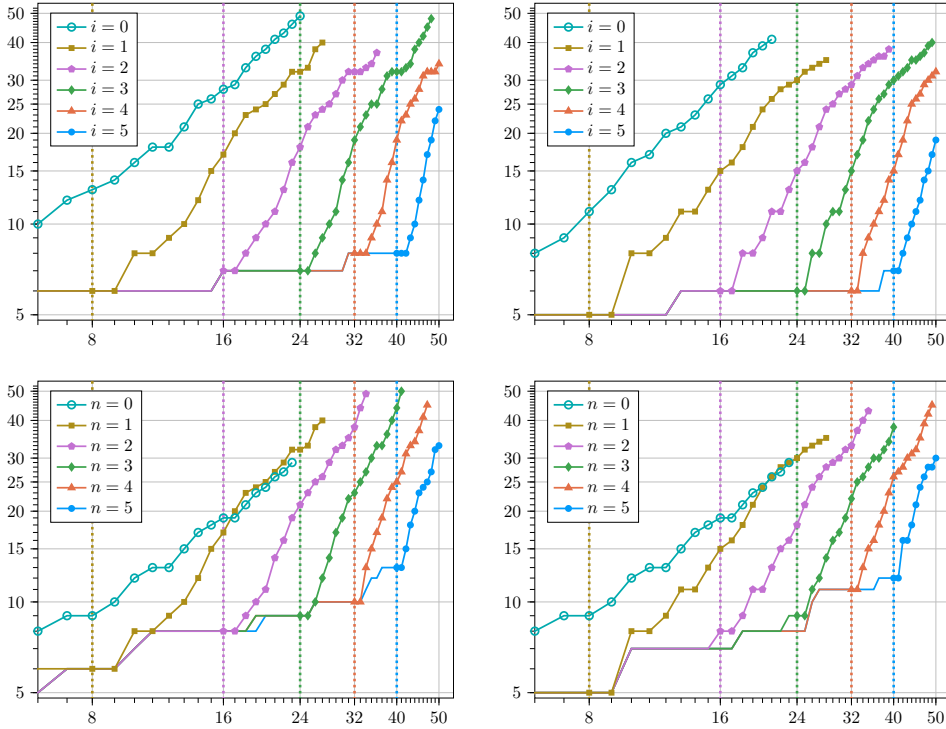 50
40
30
25
20
15
10
5
8
16
24
32
40
50
i = 0
i = 1
i = 2
i = 3
i = 4
i = 5
50
40
30
25
20
15
10
5
8
16
24
32
40
50
i = 0
i = 1
i = 2
i = 3
i = 4
i = 5
50
40
30
25
20
15
10
5
8
16
24
32
40
50
n = 0
n = 1
n = 2
n = 3
n = 4
n = 5
50
40
30
25
20
15
10
5
8
16
24
32
40
50
n = 0
n = 1
n = 2
n = 3
n = 4
n = 5